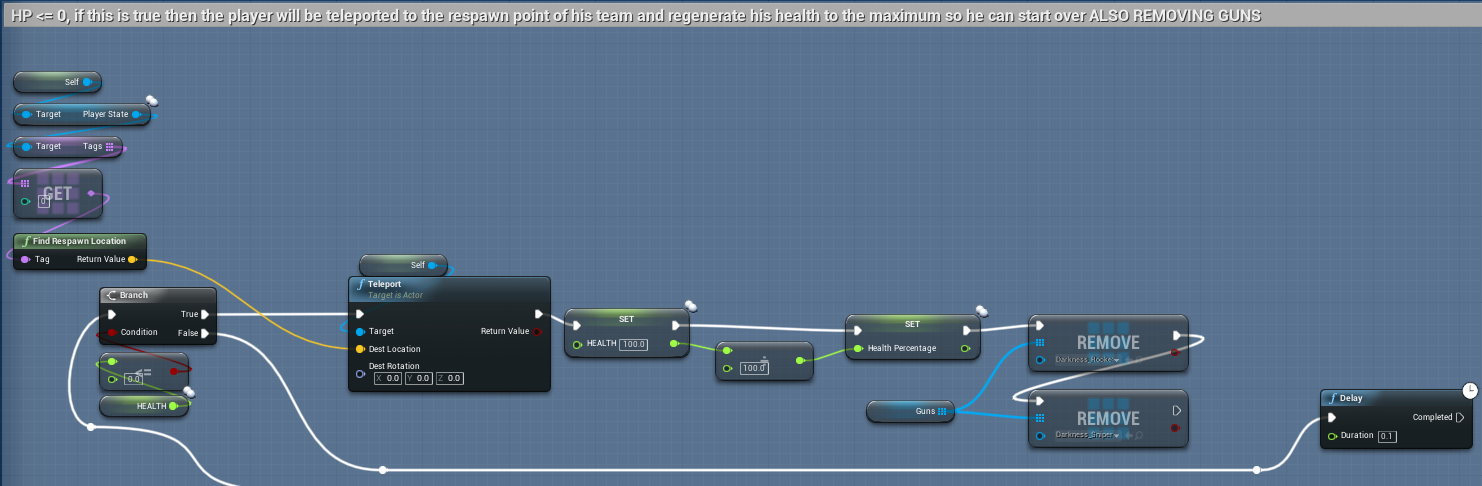 HP <= 0, if this is true then the player will be teleported to the respawn point of his team and regenerate his health to the maximum so he can start over ALSO REMOVING GUNS
Self
Target Player State
Target Tags
GET
0
f Find Respawn Location
Tag Return Value
Branch
True
Condition False
<=
0.0
HEALTH
Self
f Teleport
Target is Actor
Target Return Value
Dest Location
Dest Rotation
X 0.0 Y 0.0 Z 0.0
SET
HEALTH 100.0
÷
100.0
SET
Health Percentage
Guns
REMOVE
Darkness_Rocke
REMOVE
Darkness_Sniper
f Delay
Completed
Duration 0.1